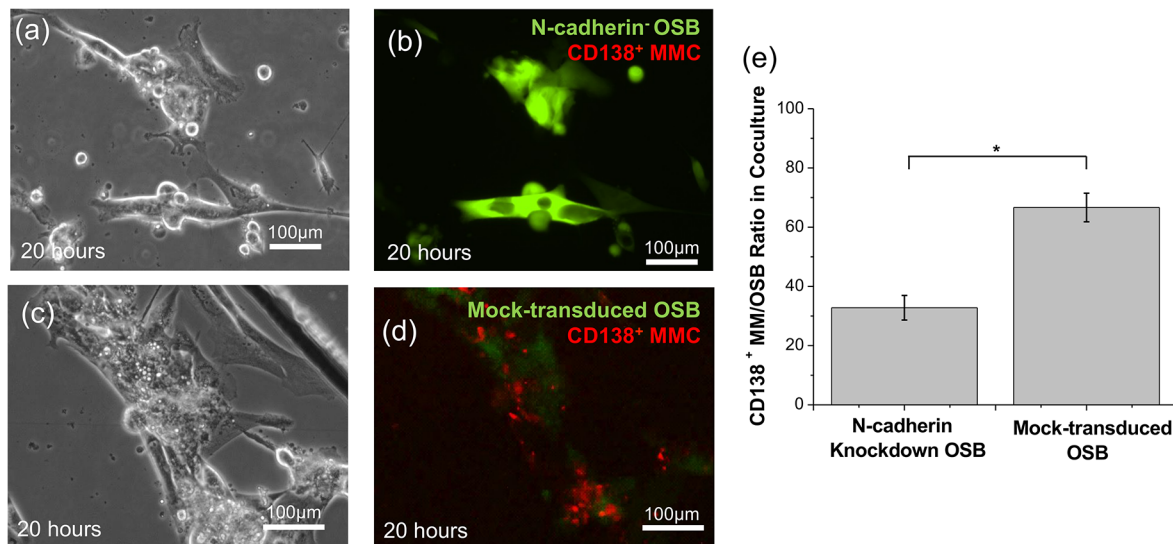 (a)
20 hours
100µm
(b)
N-cadherin⁻ OSB
CD138⁺ MMC
20 hours
100µm
(c)
20 hours
100µm
(d)
Mock-transduced OSB
CD138⁺ MMC
20 hours
100µm
(e)
CD138⁺ MM/OSB Ratio in Coculture
100
80
60
40
20
0
*
N-cadherin
Knockdown OSB
Mock-transduced
OSB